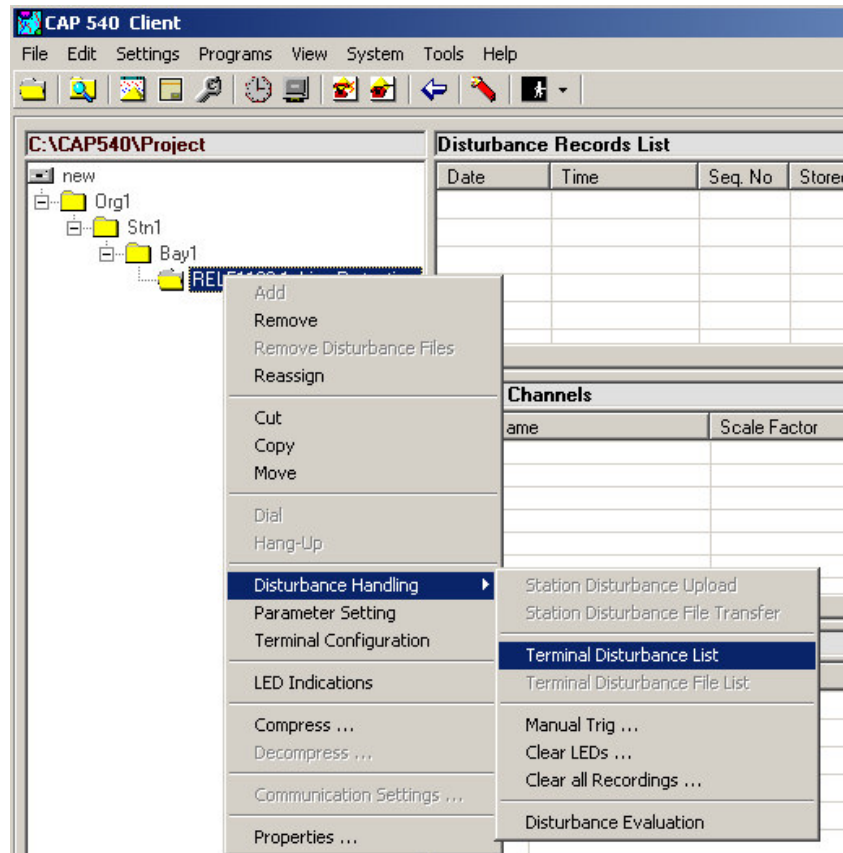 CAP 540 Client
File Edit Settings Programs View System Tools Help
C:\CAP540\Project
Disturbance Records List
new
Date Time Seq. No
Org1
Stn1
Bay1
Add
Remove
Remove Disturbance Files
Reassign
Channels
Cut
Scale Factor
Copy
Move
Dial
Hang-Up
Disturbance Handling
Station Disturbance Upload
Parameter Setting
Station Disturbance File Transfer
Terminal Configuration
Terminal Disturbance List
LED Indications
Terminal Disturbance File List
Compress ...
Manual Trig ...
Decompress ...
Clear LEDs ...
Communication Settings ...
Clear all Recordings ...
Properties ...
Disturbance Evaluation